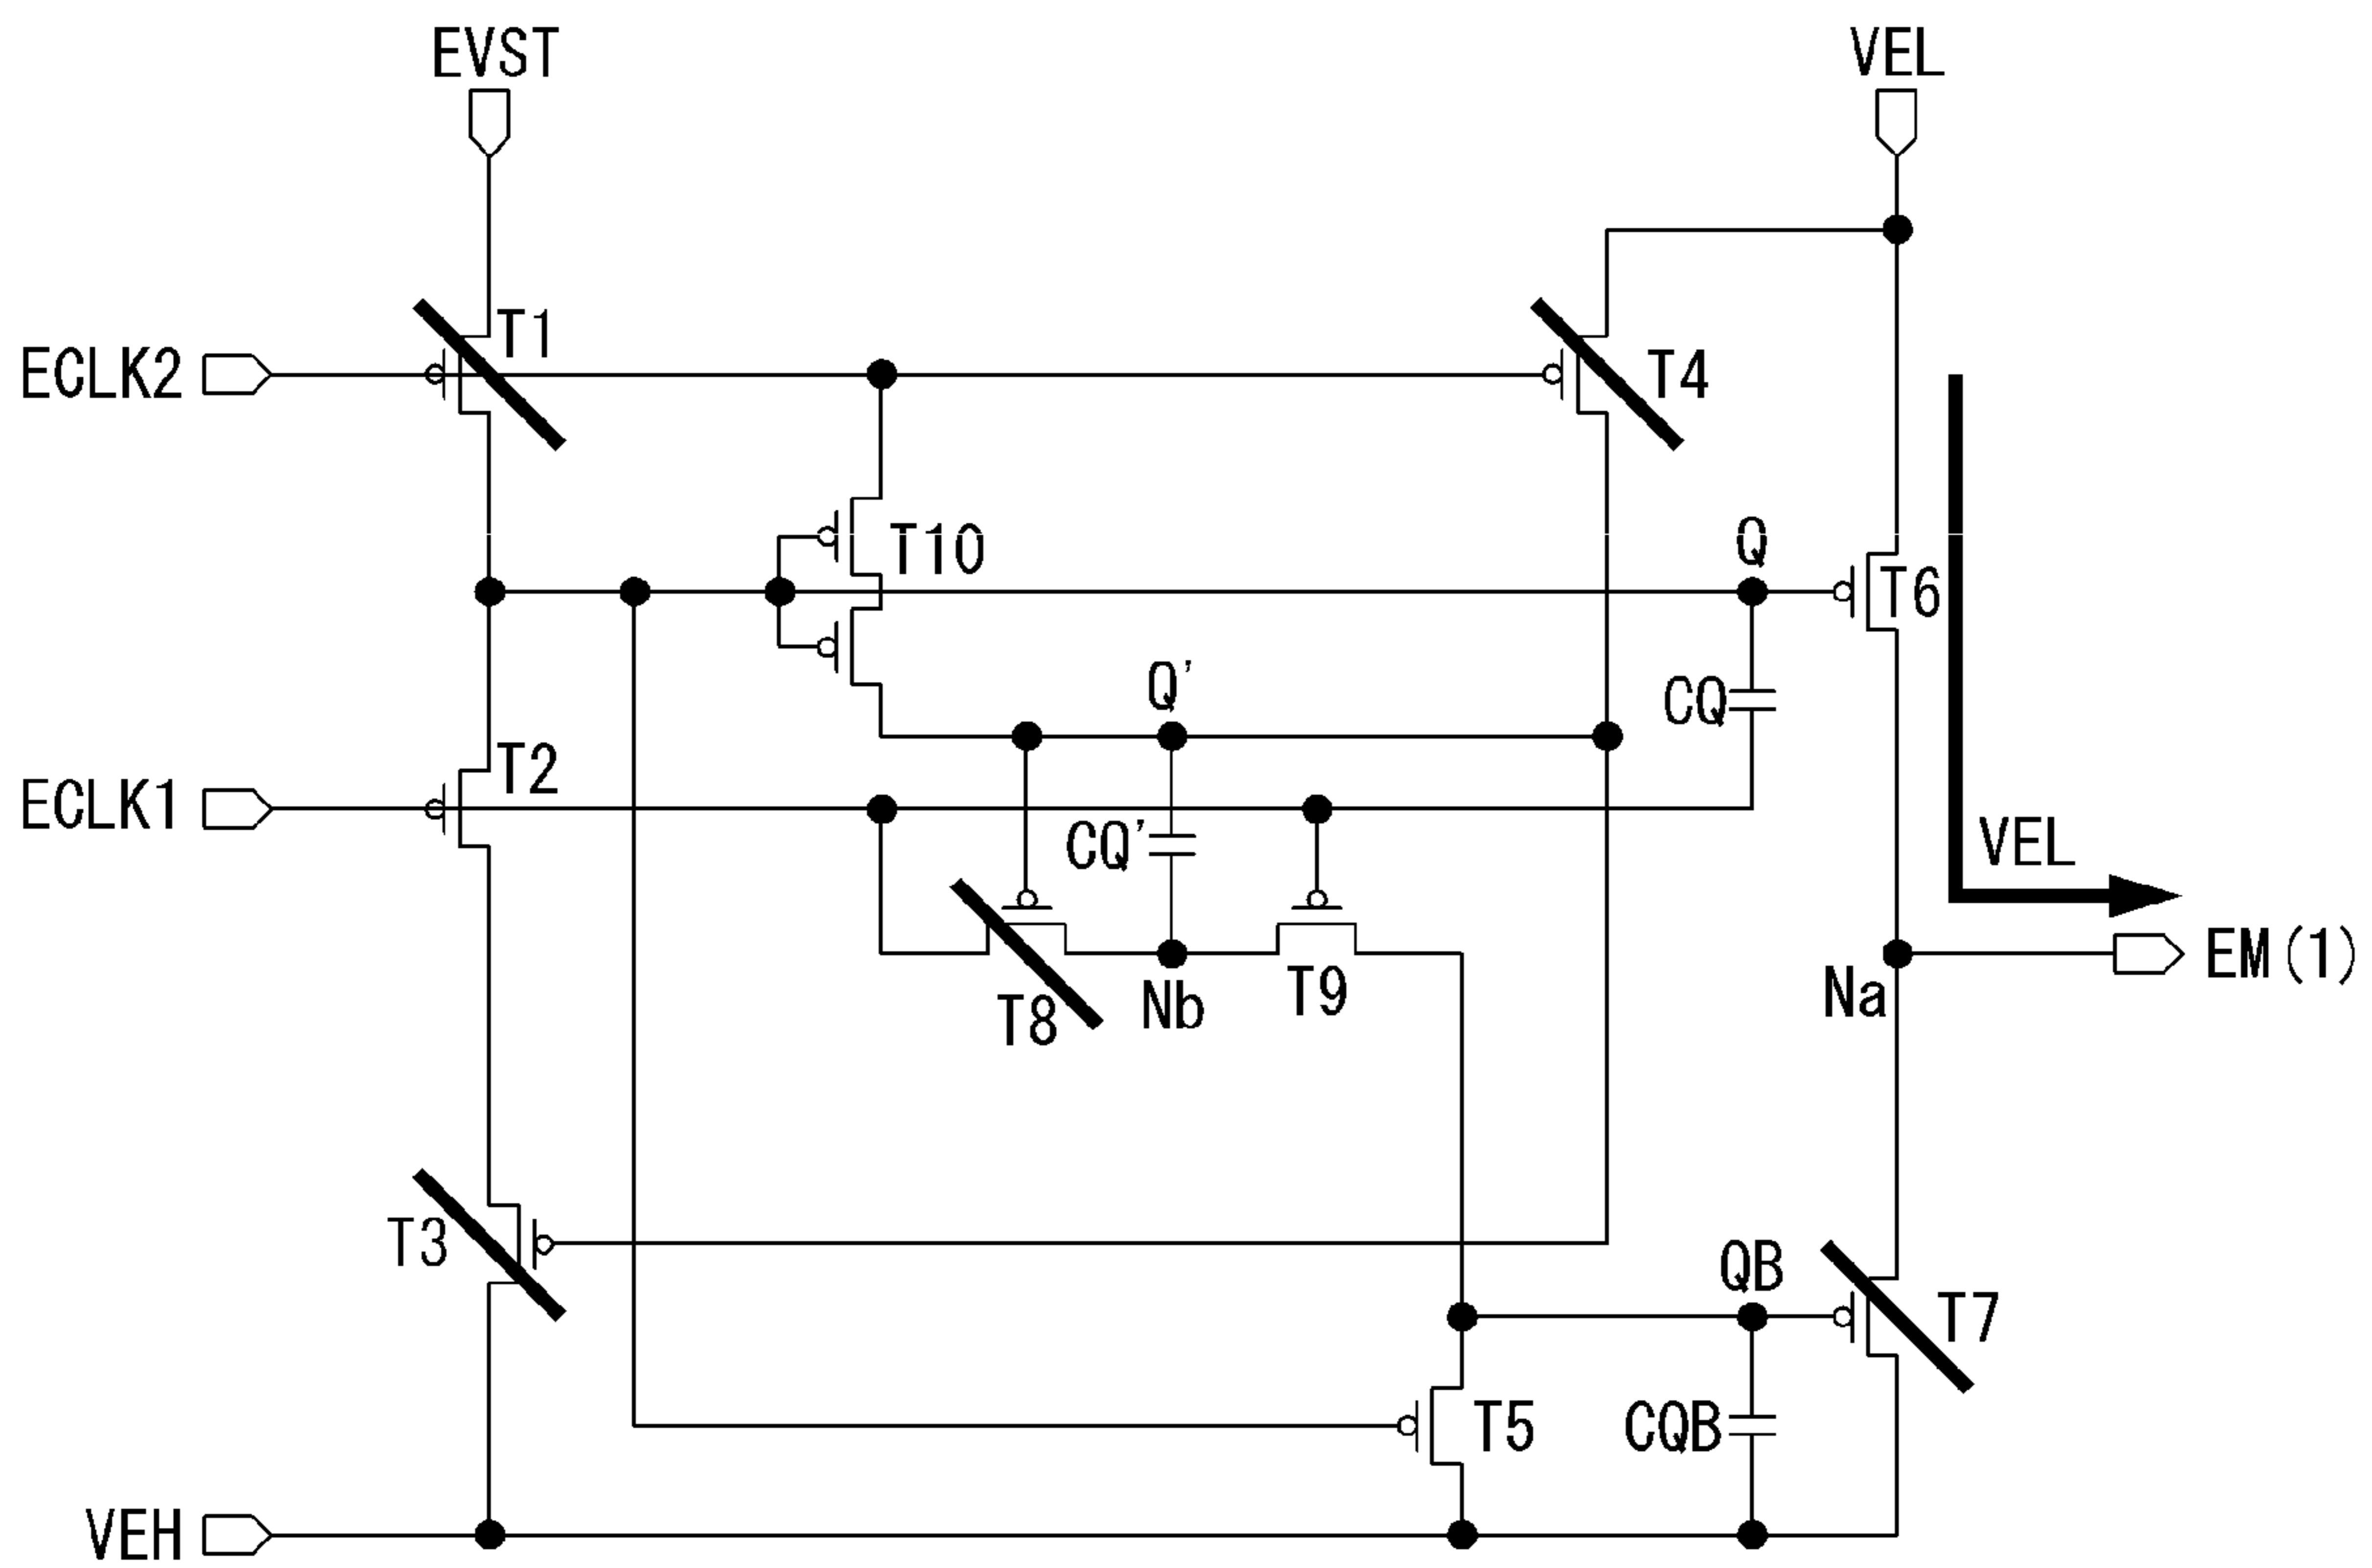 EVST
VEL
T1
ECLK2
T4
T10
Q
T6
Q'
CQ
T2
ECLK1
CQ'
VEL
EM(1)
T9
Na
Nb
T8
T3
QB
T7
T5
CQB
VEH